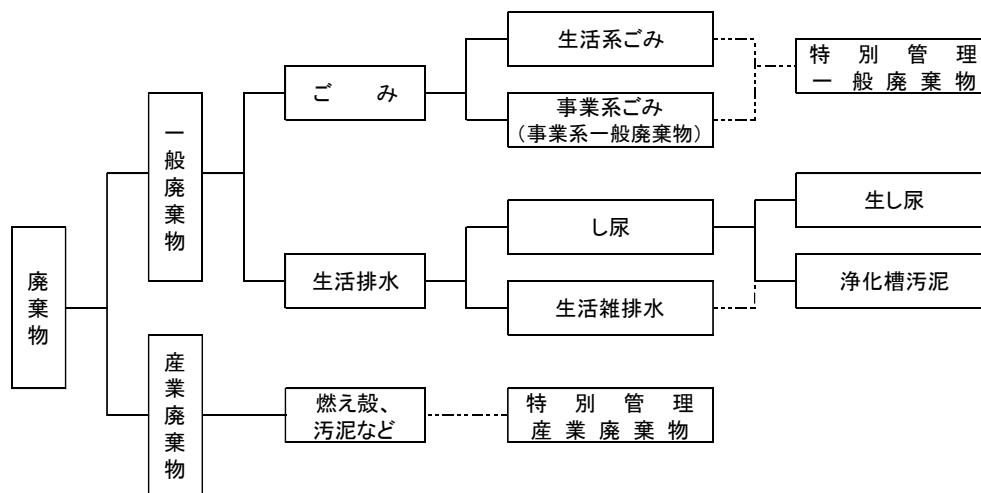 廃棄物
一般廃棄物
産業廃棄物
ごみ
生活排水
燃え殻、
汚泥など
生活系ごみ
事業系ごみ
（事業系一般廃棄物）
し尿
生活雑排水
特別管理
産業廃棄物
特別管理
一般廃棄物
生し尿
浄化槽汚泥